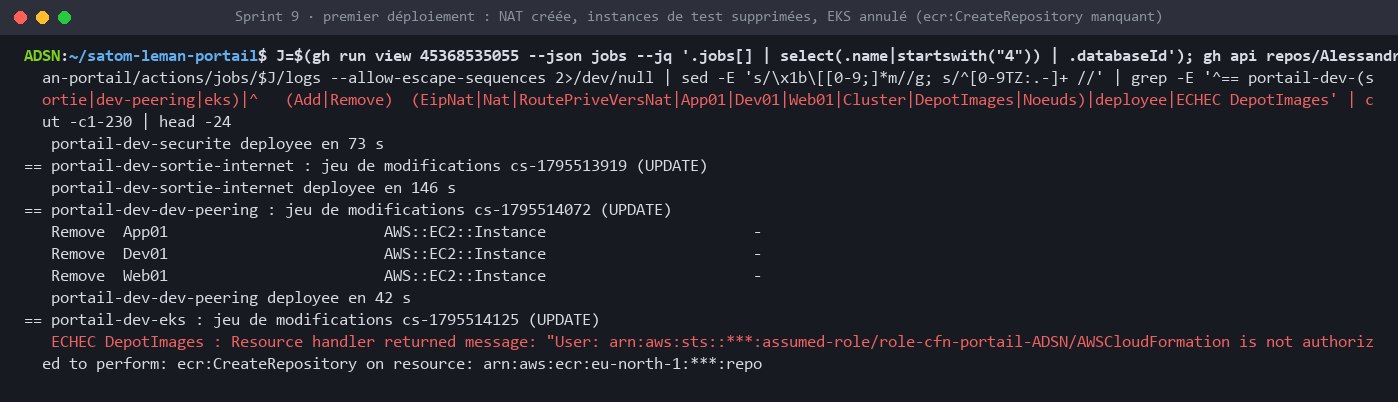 Sprint 9 · premier déploiement : NAT créée, instances de test supprimées, EKS annulé (ecr:CreateRepository manquant)
ADSN:~/satom-leman-portail$ J=$(gh run view 453685535055 --json jobs --jq '.jobs[] | select(.name|startswith("4")) | .databaseId'); gh api repos/Alessandr
an-portail/actions/jobs/$J/logs --allow-escape-sequences 2>/dev/null | sed -E 's/\x1b\[[0-9;]*m//g; s/^[0-9TZ:.-]+ //' | grep -E '^== portail-dev-(s
ortie|dev-peering|eks)|^   (Add|Remove)  (EipNat|Nat|RoutePriveVersNat|App01|Dev01|Web01|Cluster|DepotImages|Noeuds)|deployee|ECHEC DepotImages' | c
ut -c1-230 | head -24
portail-dev-securite deployee en 73 s
== portail-dev-sortie-internet : jeu de modifications cs-1795513919 (UPDATE)
portail-dev-sortie-internet deployee en 146 s
== portail-dev-dev-peering : jeu de modifications cs-1795514072 (UPDATE)
Remove  App01                        AWS::EC2::Instance                       -
Remove  Dev01                        AWS::EC2::Instance                       -
Remove  Web01                        AWS::EC2::Instance                       -
portail-dev-dev-peering deployee en 42 s
== portail-dev-eks : jeu de modifications cs-1795514125 (UPDATE)
ECHEC DepotImages : Resource handler returned message: "User: arn:aws:sts::***:assumed-role/role-cfn-portail-ADSN/AWSCloudFormation is not authoriz
ed to perform: ecr:CreateRepository on resource: arn:aws:ecr:eu-north-1:***:repo